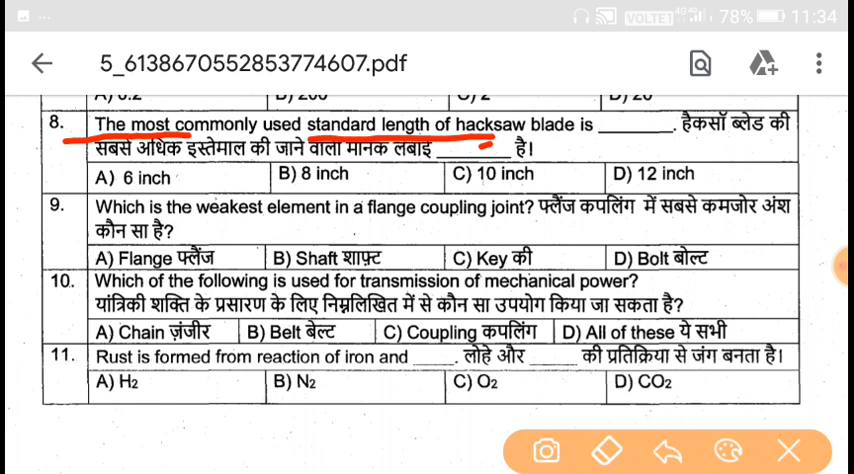 VOLTE1 4G 78% 11:34
5_6138670552853774607.pdf
8. The most commonly used standard length of hacksaw blade is ________. हैकसॉ ब्लेड की
सबसे अधिक इस्तेमाल की जाने वाला मानक लंबाई ________ है।
A) 6 inch B) 8 inch C) 10 inch D) 12 inch
9. Which is the weakest element in a flange coupling joint? फ्लैंज कपलिंग में सबसे कमजोर अंश
कौन सा है?
A) Flange फ्लैंज B) Shaft शाफ़्ट C) Key की D) Bolt बोल्ट
10. Which of the following is used for transmission of mechanical power?
यांत्रिकी शक्ति के प्रसारण के लिए निम्नलिखित में से कौन सा उपयोग किया जा सकता है?
A) Chain ज़ंजीर B) Belt बेल्ट C) Coupling कपलिंग D) All of these ये सभी
11. Rust is formed from reaction of iron and _____. लोहे और ______ की प्रतिक्रिया से जंग बनता है।
A) H2 B) N2 C) O2 D) CO2